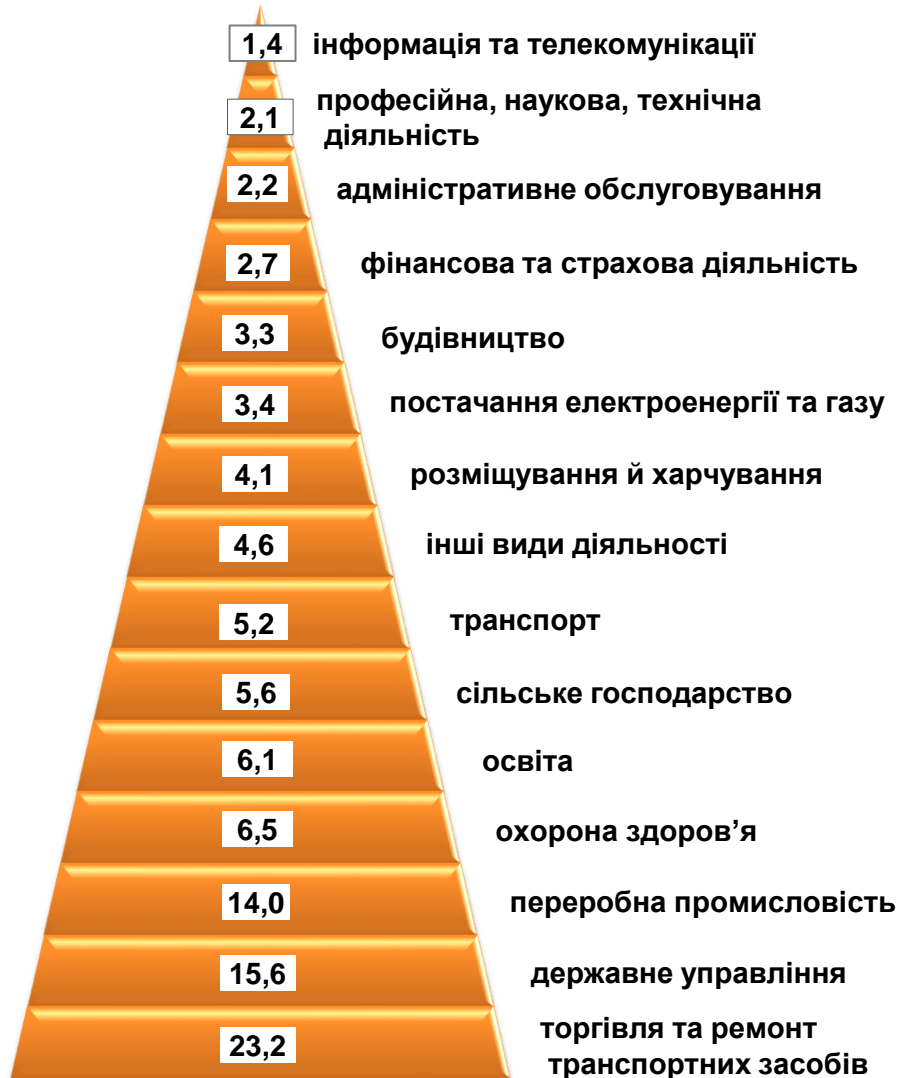 1,4 інформація та телекомунікації
професійна, наукова, технічна
2,1 діяльність
2,2 адміністративне обслуговування
2,7 фінансова та страхова діяльність
3,3 будівництво
3,4 постачання електроенергії та газу
4,1 розміщування й харчування
4,6 інші види діяльності
5,2 транспорт
5,6 сільське господарство
6,1 освіта
6,5 охорона здоров’я
14,0 переробна промисловість
15,6 державне управління
23,2 торгівля та ремонт
транспортних засобів